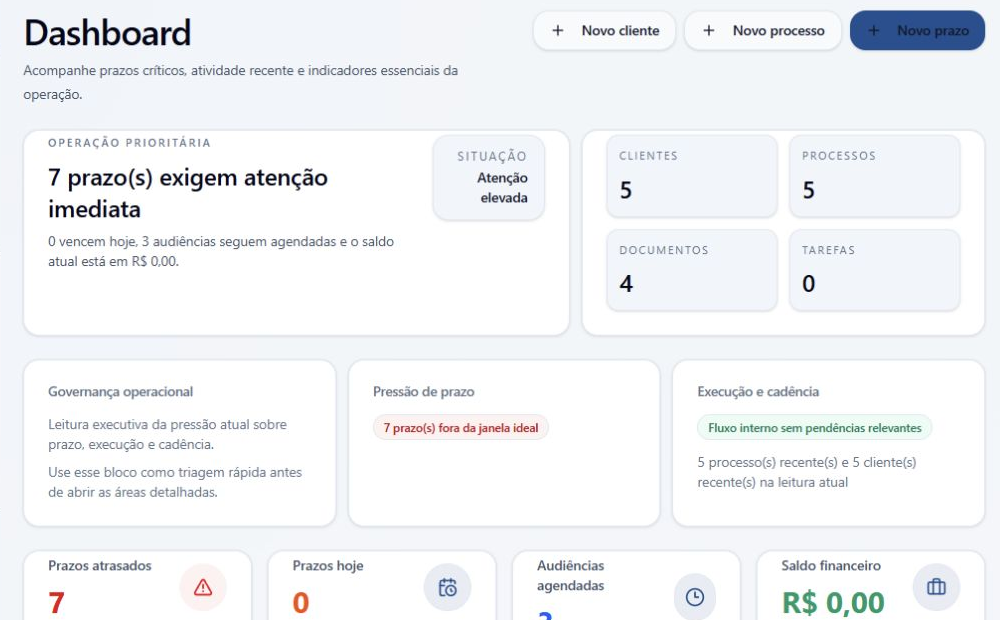 Dashboard
Novo cliente
Novo processo
Novo prazo
Acompanhe prazos críticos, atividade recente e indicadores essenciais da
operação.
OPERAÇÃO PRIORITÁRIA
7 prazo(s) exigem atenção
imediata
0 vencem hoje, 3 audiências seguem agendadas e o saldo
atual está em R$ 0,00.
SITUAÇÃO
Atenção
elevada
CLIENTES
5
PROCESSOS
5
DOCUMENTOS
4
TAREFAS
0
Governança operacional
Leitura executiva da pressão atual sobre
prazo, execução e cadência.
Use esse bloco como triagem rápida antes
de abrir as áreas detalhadas.
Pressão de prazo
7 prazo(s) fora da janela ideal
Execução e cadência
Fluxo interno sem pendências relevantes
5 processo(s) recente(s) e 5 cliente(s)
recente(s) na leitura atual
Prazos atrasados
7
Prazos hoje
0
Audiências
agendadas
Saldo financeiro
R$ 0,00